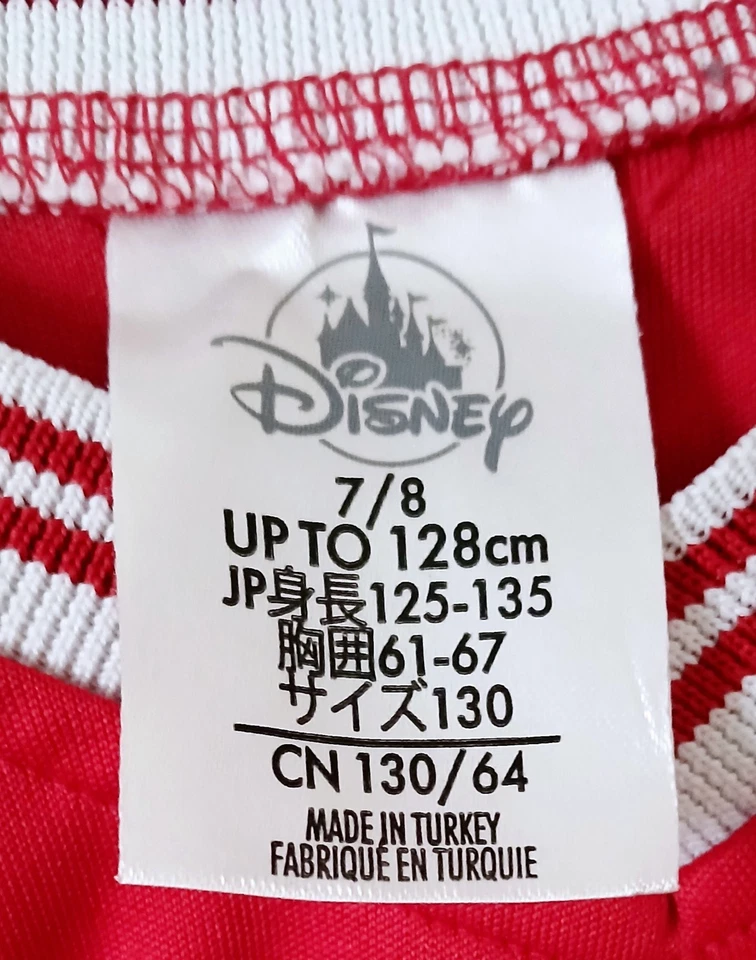 Disney
7/8
UP TO 128cm
JP身長125-135
胸囲61-67
サイズ130
CN 130/64
MADE IN TURKEY
FABRIQUÉ EN TURQUIE